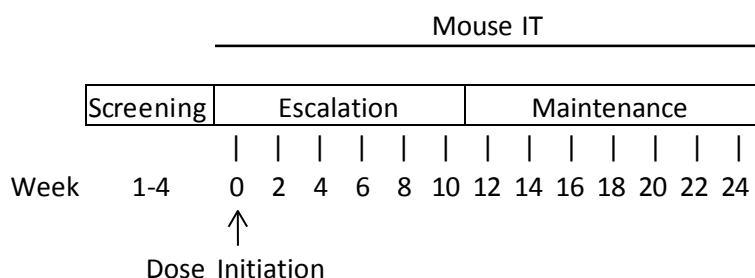 Mouse IT
Screening Escalation Maintenance
Week 1-4 0 2 4 6 8 10 12 14 16 18 20 22 24
Dose Initiation